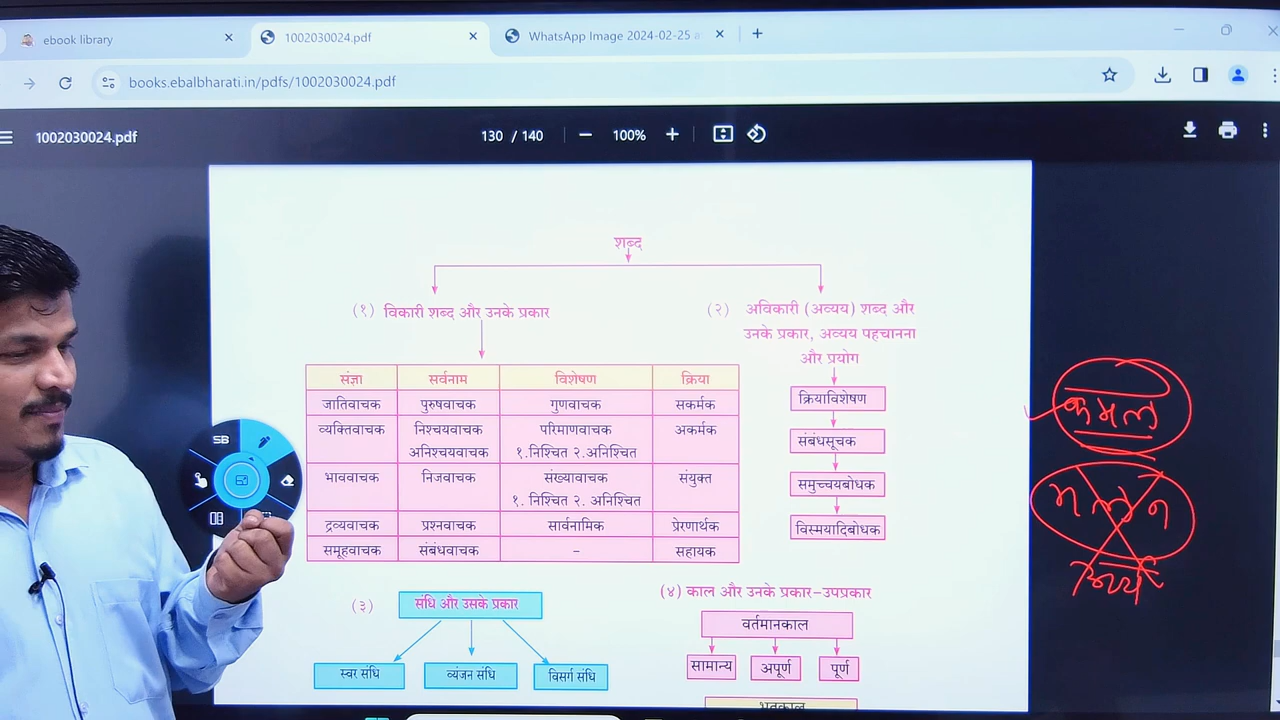 ebook library
1002030024.pdf
WhatsApp Image 2024-02-25 a
books.ebalbharati.in/pdfs/1002030024.pdf
1002030024.pdf
130 / 140
100%
शब्द
(१) विकारी शब्द और उनके प्रकार
(२) अविकारी (अव्यय) शब्द और
उनके प्रकार, अव्यय पहचानना
और प्रयोग
संज्ञा सर्वनाम विशेषण क्रिया
जातिवाचक पुरुषवाचक गुणवाचक सकर्मक
व्यक्तिवाचक निश्चयवाचक परिमाणवाचक अकर्मक
अनिश्चयवाचक १.निश्चित २.अनिश्चित
भाववाचक निजवाचक संख्यावाचक संयुक्त
१. निश्चित २. अनिश्चित
द्रव्यवाचक प्रश्नवाचक सार्वनामिक प्रेरणार्थक
समूहवाचक संबंधवाचक – सहायक
क्रियाविशेषण
संबंधसूचक
समुच्चयबोधक
विस्मयादिबोधक
कमल
SB
(३) संधि और उसके प्रकार
स्वर संधि व्यंजन संधि विसर्ग संधि
(४) काल और उनके प्रकार-उपप्रकार
वर्तमानकाल
सामान्य अपूर्ण पूर्ण
भूतकाल